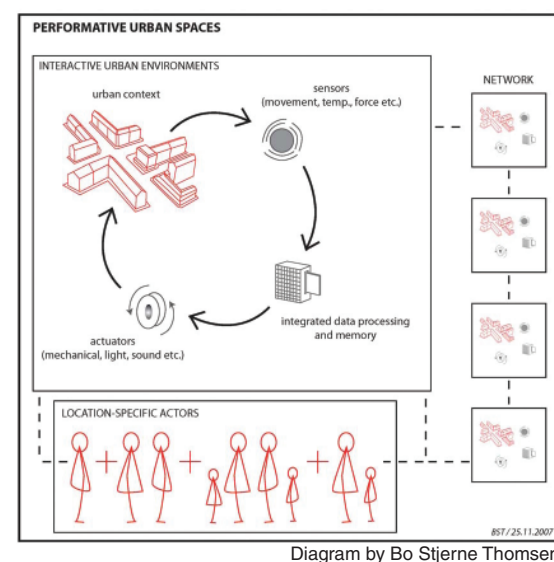 PERFORMATIVE URBAN SPACES
INTERACTIVE URBAN ENVIRONMENTS
urban context
sensors
(movement, temp., force etc.)
integrated data processing
and memory
actuators
(mechanical, light, sound etc.)
NETWORK
LOCATION-SPECIFIC ACTORS
BST / 25.11.2007
Diagram by Bo Stjerne Thomsen